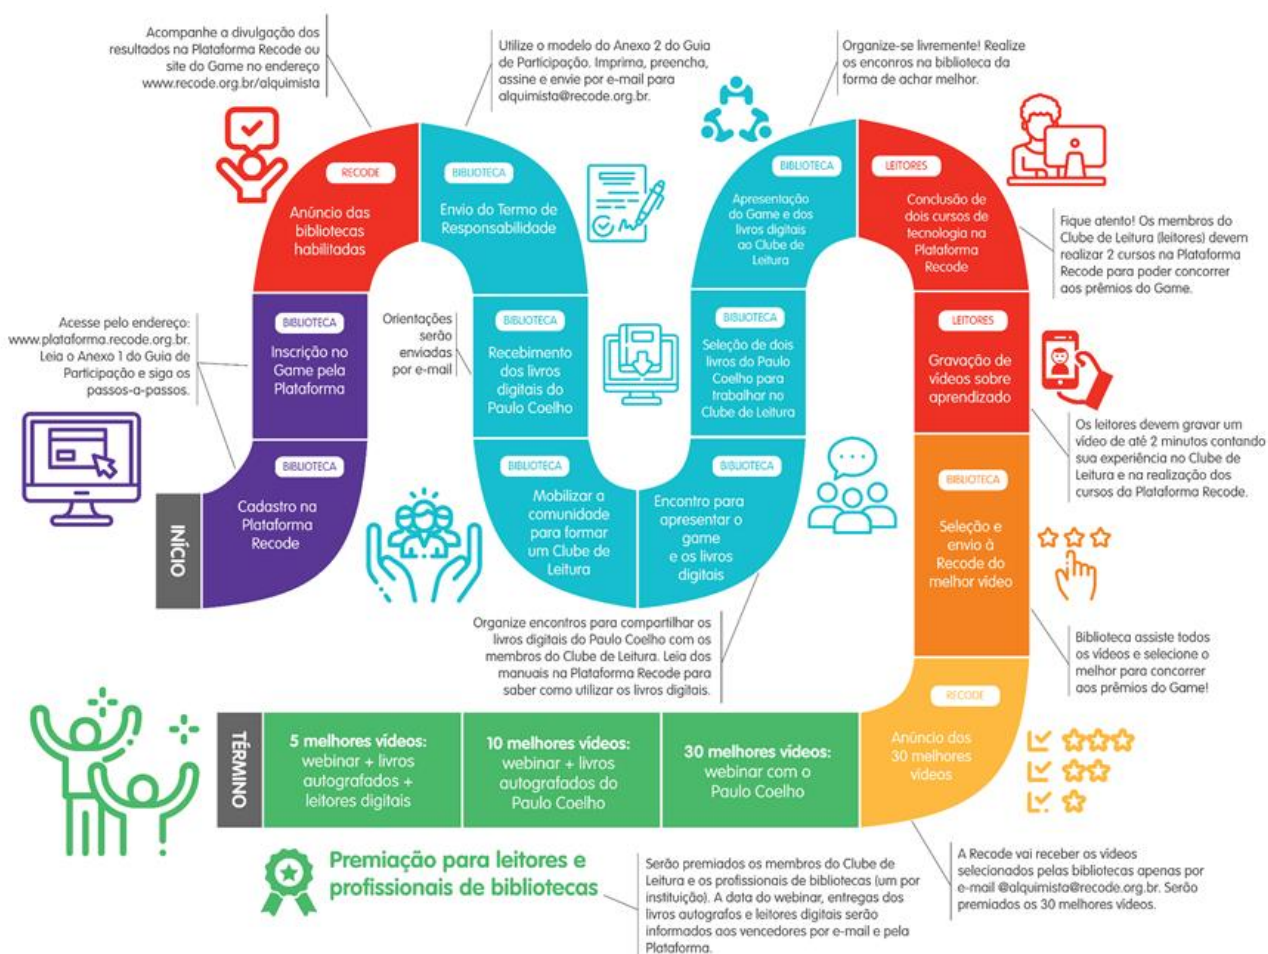 Acompanhe a divulgação dos
resultados na Plataforma Recode ou
site do Game no endereço
www.recode.org.br/alquimista
Utilize o modelo do Anexo 2 do Guia
de Participação. Imprima, preencha,
assine e envie por e-mail para
alquimista@recode.org.br.
Organize-se livremente! Realize
os enconros na biblioteca da
forma de achar melhor.
RECODE
Anúncio das
bibliotecas
habilitadas
BIBLIOTECA
Envio do Termo de
Responsabilidade
BIBLIOTECA
Apresentação
do Game e dos
livros digitais
ao Clube de
Leitura
LEITORES
Conclusão de
dois cursos de
tecnologia na
Plataforma
Recode
Fique atento! Os membros do
Clube de Leitura (leitores) devem
realizar 2 cursos na Plataforma
Recode para poder concorrer
aos prêmios do Game.
Acesse pelo endereço:
www.plataforma.recode.org.br.
Leia o Anexo 1 do Guia de
Participação e siga os
passos-a-passos.
BIBLIOTECA
Inscrição no
Game pela
Plataforma
Orientações
serão
enviadas
por e-mail
BIBLIOTECA
Recebimento
dos livros
digitais do
Paulo Coelho
BIBLIOTECA
Seleção de dois
livros do Paulo
Coelho para
trabalhar no
Clube de Leitura
LEITORES
Gravação de
vídeos sobre
aprendizado
Os leitores devem gravar um
vídeo de até 2 minutos contando
sua experiência no Clube de
Leitura e na realização dos
cursos da Plataforma Recode.
INÍCIO
BIBLIOTECA
Cadastro na
Plataforma
Recode
BIBLIOTECA
Mobilizar a
comunidade
para formar
um Clube de
Leitura
BIBLIOTECA
Encontro para
apresentar o
game
e os livros
digitais
BIBLIOTECA
Seleção e
envio à
Recode do
melhor vídeo
Organize encontros para compartilhar os
livros digitais do Paulo Coelho com os
membros do Clube de Leitura. Leia dos
manuais na Plataforma Recode para
saber como utilizar os livros digitais.
Biblioteca assiste todos
os vídeos e selecione o
melhor para concorrer
aos prêmios do Game!
RECODE
Anúncio dos
30 melhores
vídeos
30 melhores vídeos:
webinar com o
Paulo Coelho
10 melhores vídeos:
webinar + livros
autografados do
Paulo Coelho
5 melhores vídeos:
webinar + livros
autografados +
leitores digitais
TÉRMINO
Premiação para leitores e
profissionais de bibliotecas
Serão premiados os membros do Clube de
Leitura e os profissionais de bibliotecas (um por
instituição). A data do webinar, entregas dos
livros autografos e leitores digitais serão
informados aos vencedores por e-mail e pela
Plataforma.
A Recode vai receber os vídeos
selecionados pelas bibliotecas apenas por
e-mail @alquimista@recode.org.br. Serão
premiados os 30 melhores vídeos.